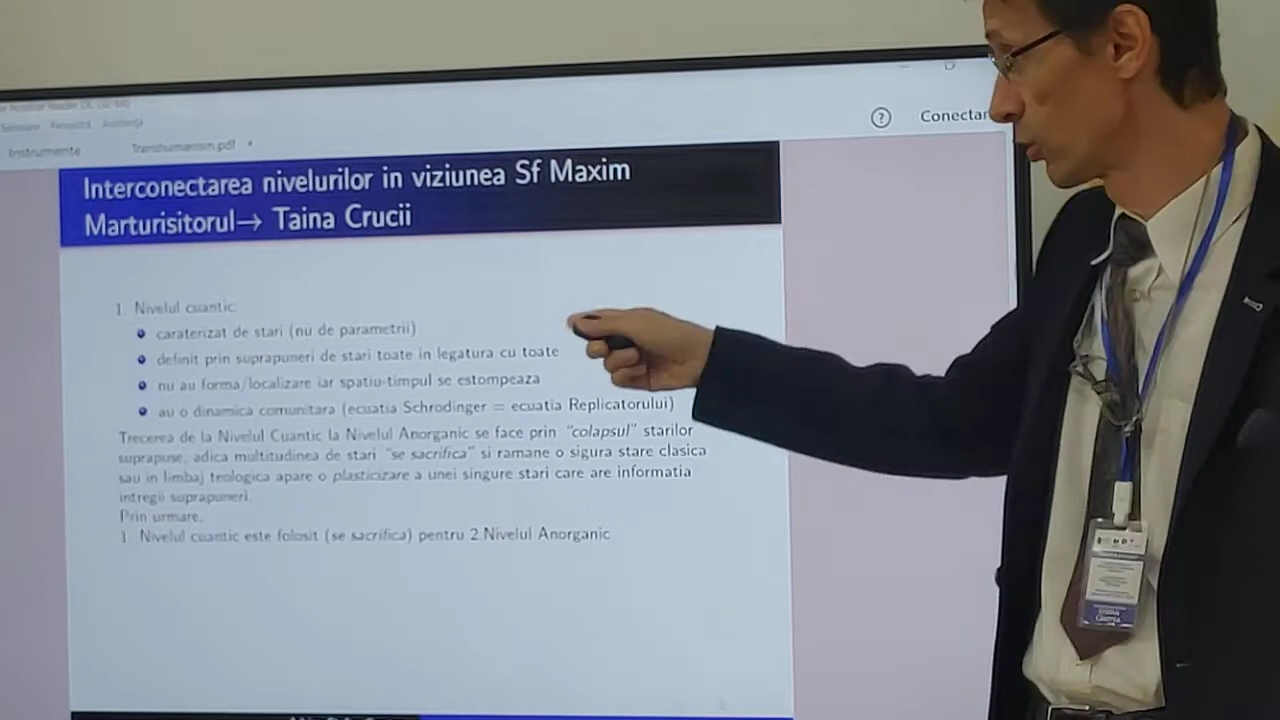 Instrumente
Transhumanism.pdf
? Conectar
Interconectarea nivelurilor in viziunea Sf Maxim
Marturisitorul→ Taina Crucii
1. Nivelul cuantic:
caraterizat de stari (nu de parametrii)
definit prin suprapuneri de stari toate in legatura cu toate
nu au forma/localizare iar spatiu-timpul se estompeaza
au o dinamica comunitara (ecuatia Schrodinger = ecuatia Replicatorului)
Trecerea de la Nivelul Cuantic la Nivelul Anorganic se face prin “colapsul” starilor
suprapuse, adica multitudinea de stari “se sacrifica” si ramane o sigura stare clasica
sau in limbaj teologica apare o plasticizare a unei singure stari care are informatia
intregii suprapuneri.
Prin urmare,
1. Nivelul cuantic este folosit (se sacrifica) pentru 2.Nivelul Anorganic